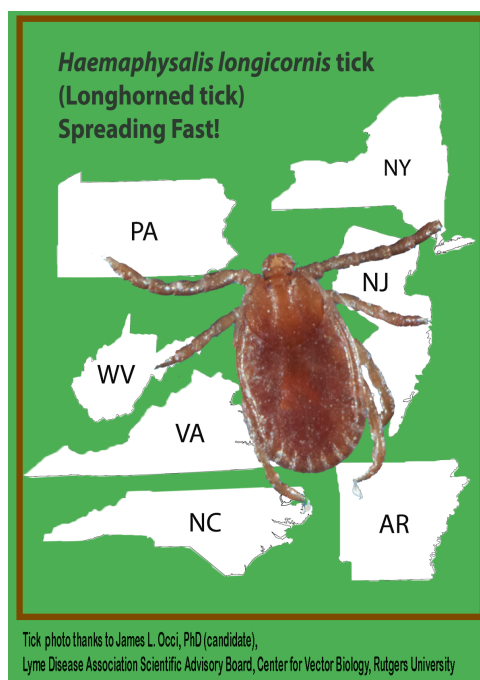 Haemaphysalis longicornis tick
(Longhorned tick)
Spreading Fast!
NY
PA
NJ
WV
VA
NC
AR
Tick photo thanks to James L. Occi, PhD (candidate),
Lyme Disease Association Scientific Advisory Board, Center for Vector Biology, Rutgers University